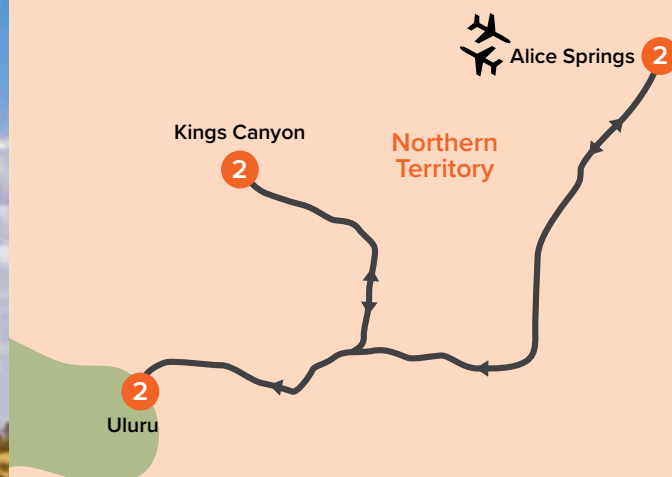 Alice Springs
2
Kings Canyon
2
Northern
Territory
2
Uluru